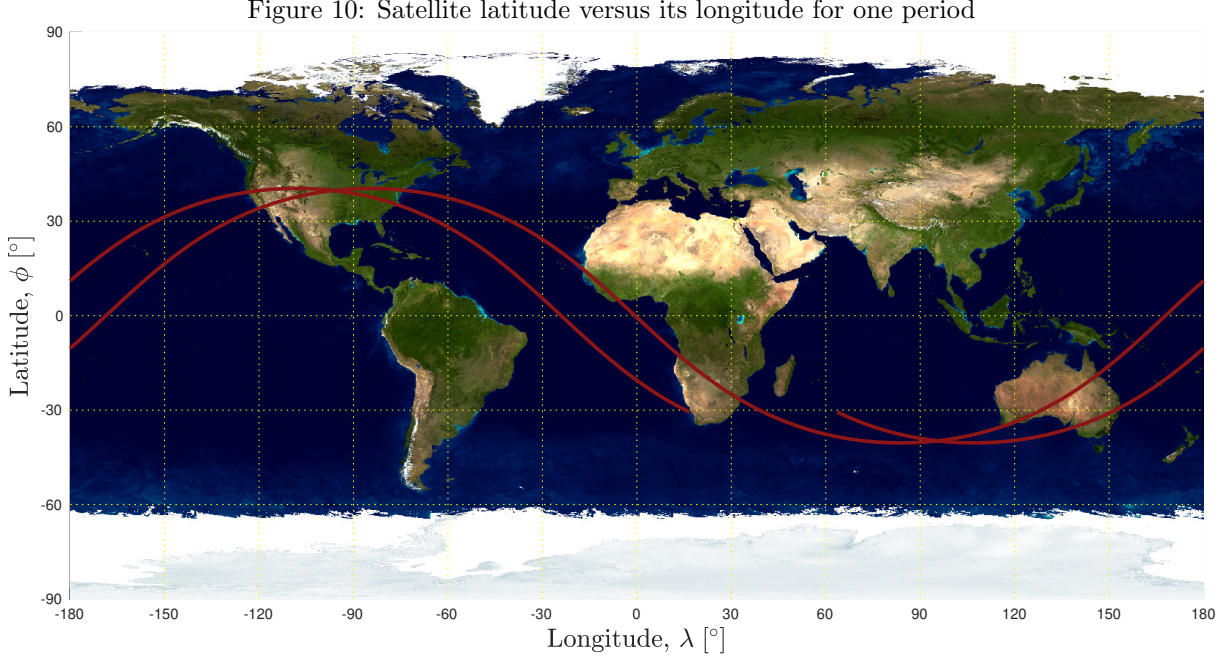 Figure 10: Satellite latitude versus its longitude for one period
90
60
30
0
-30
-60
-90
Latitude, ϕ [°]
-180 -150 -120 -90 -60 -30 0 30 60 90 120 150 180
Longitude, λ [°]